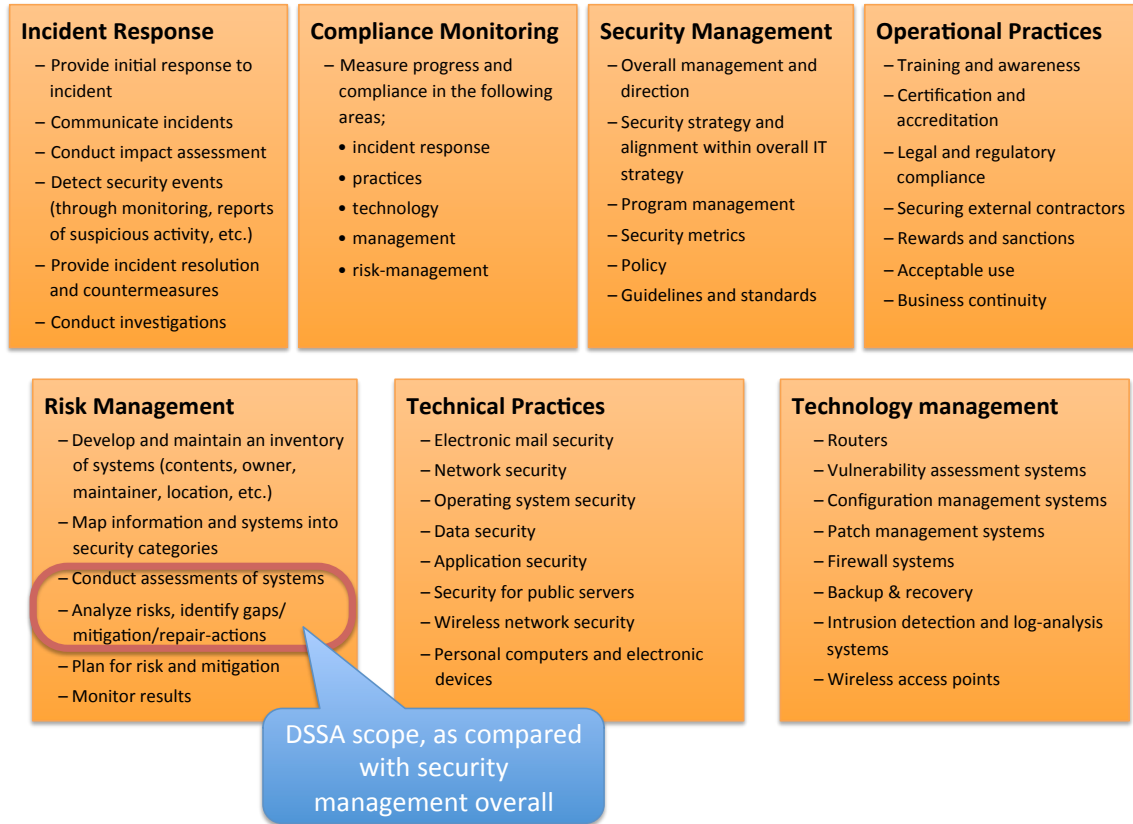 Incident Response
– Provide initial response to
incident
– Communicate incidents
– Conduct impact assessment
– Detect security events
(through monitoring, reports
of suspicious activity, etc.)
– Provide incident resolution
and countermeasures
– Conduct investigations
Compliance Monitoring
– Measure progress and
compliance in the following
areas;
• incident response
• practices
• technology
• management
• risk-management
Security Management
– Overall management and
direction
– Security strategy and
alignment within overall IT
strategy
– Program management
– Security metrics
– Policy
– Guidelines and standards
Operational Practices
– Training and awareness
– Certification and
accreditation
– Legal and regulatory
compliance
– Securing external contractors
– Rewards and sanctions
– Acceptable use
– Business continuity
Risk Management
– Develop and maintain an inventory
of systems (contents, owner,
maintainer, location, etc.)
– Map information and systems into
security categories
– Conduct assessments of systems
– Analyze risks, identify gaps/
mitigation/repair-actions
– Plan for risk and mitigation
– Monitor results
Technical Practices
– Electronic mail security
– Network security
– Operating system security
– Data security
– Application security
– Security for public servers
– Wireless network security
– Personal computers and electronic
devices
Technology management
– Routers
– Vulnerability assessment systems
– Configuration management systems
– Patch management systems
– Firewall systems
– Backup & recovery
– Intrusion detection and log-analysis
systems
– Wireless access points
DSSA scope, as compared
with security
management overall